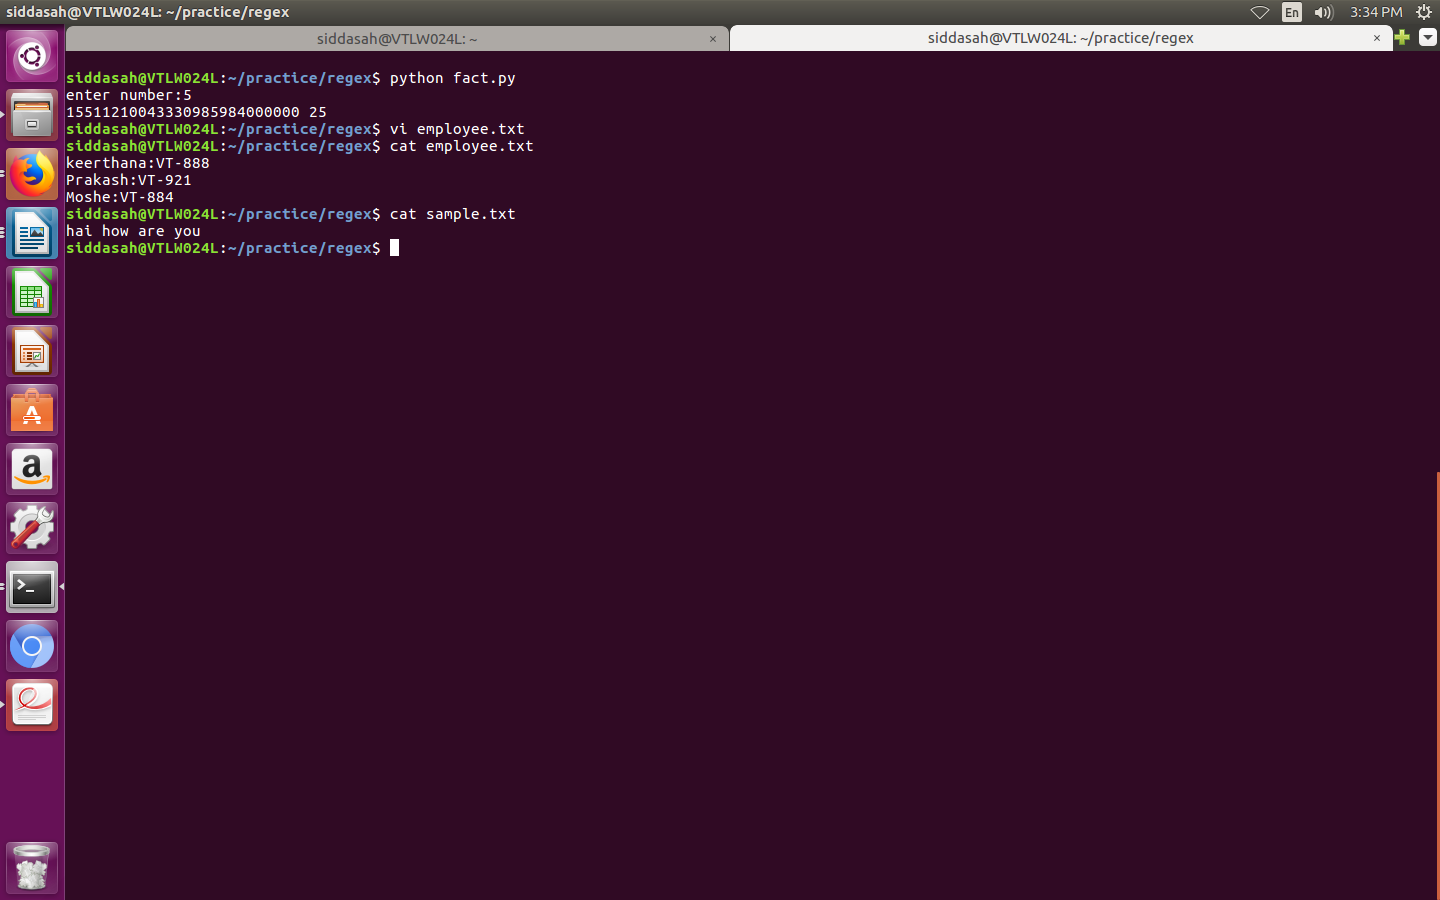 siddasah@VTLW024L: ~/practice/regex
En
3:34 PM
siddasah@VTLW024L: ~ ×
siddasah@VTLW024L: ~/practice/regex ×
siddasah@VTLW024L:~/practice/regex$ python fact.py
enter number:5
15511210043330985984000000 25
siddasah@VTLW024L:~/practice/regex$ vi employee.txt
siddasah@VTLW024L:~/practice/regex$ cat employee.txt
keerthana:VT-888
Prakash:VT-921
Moshe:VT-884
siddasah@VTLW024L:~/practice/regex$ cat sample.txt
hai how are you
siddasah@VTLW024L:~/practice/regex$